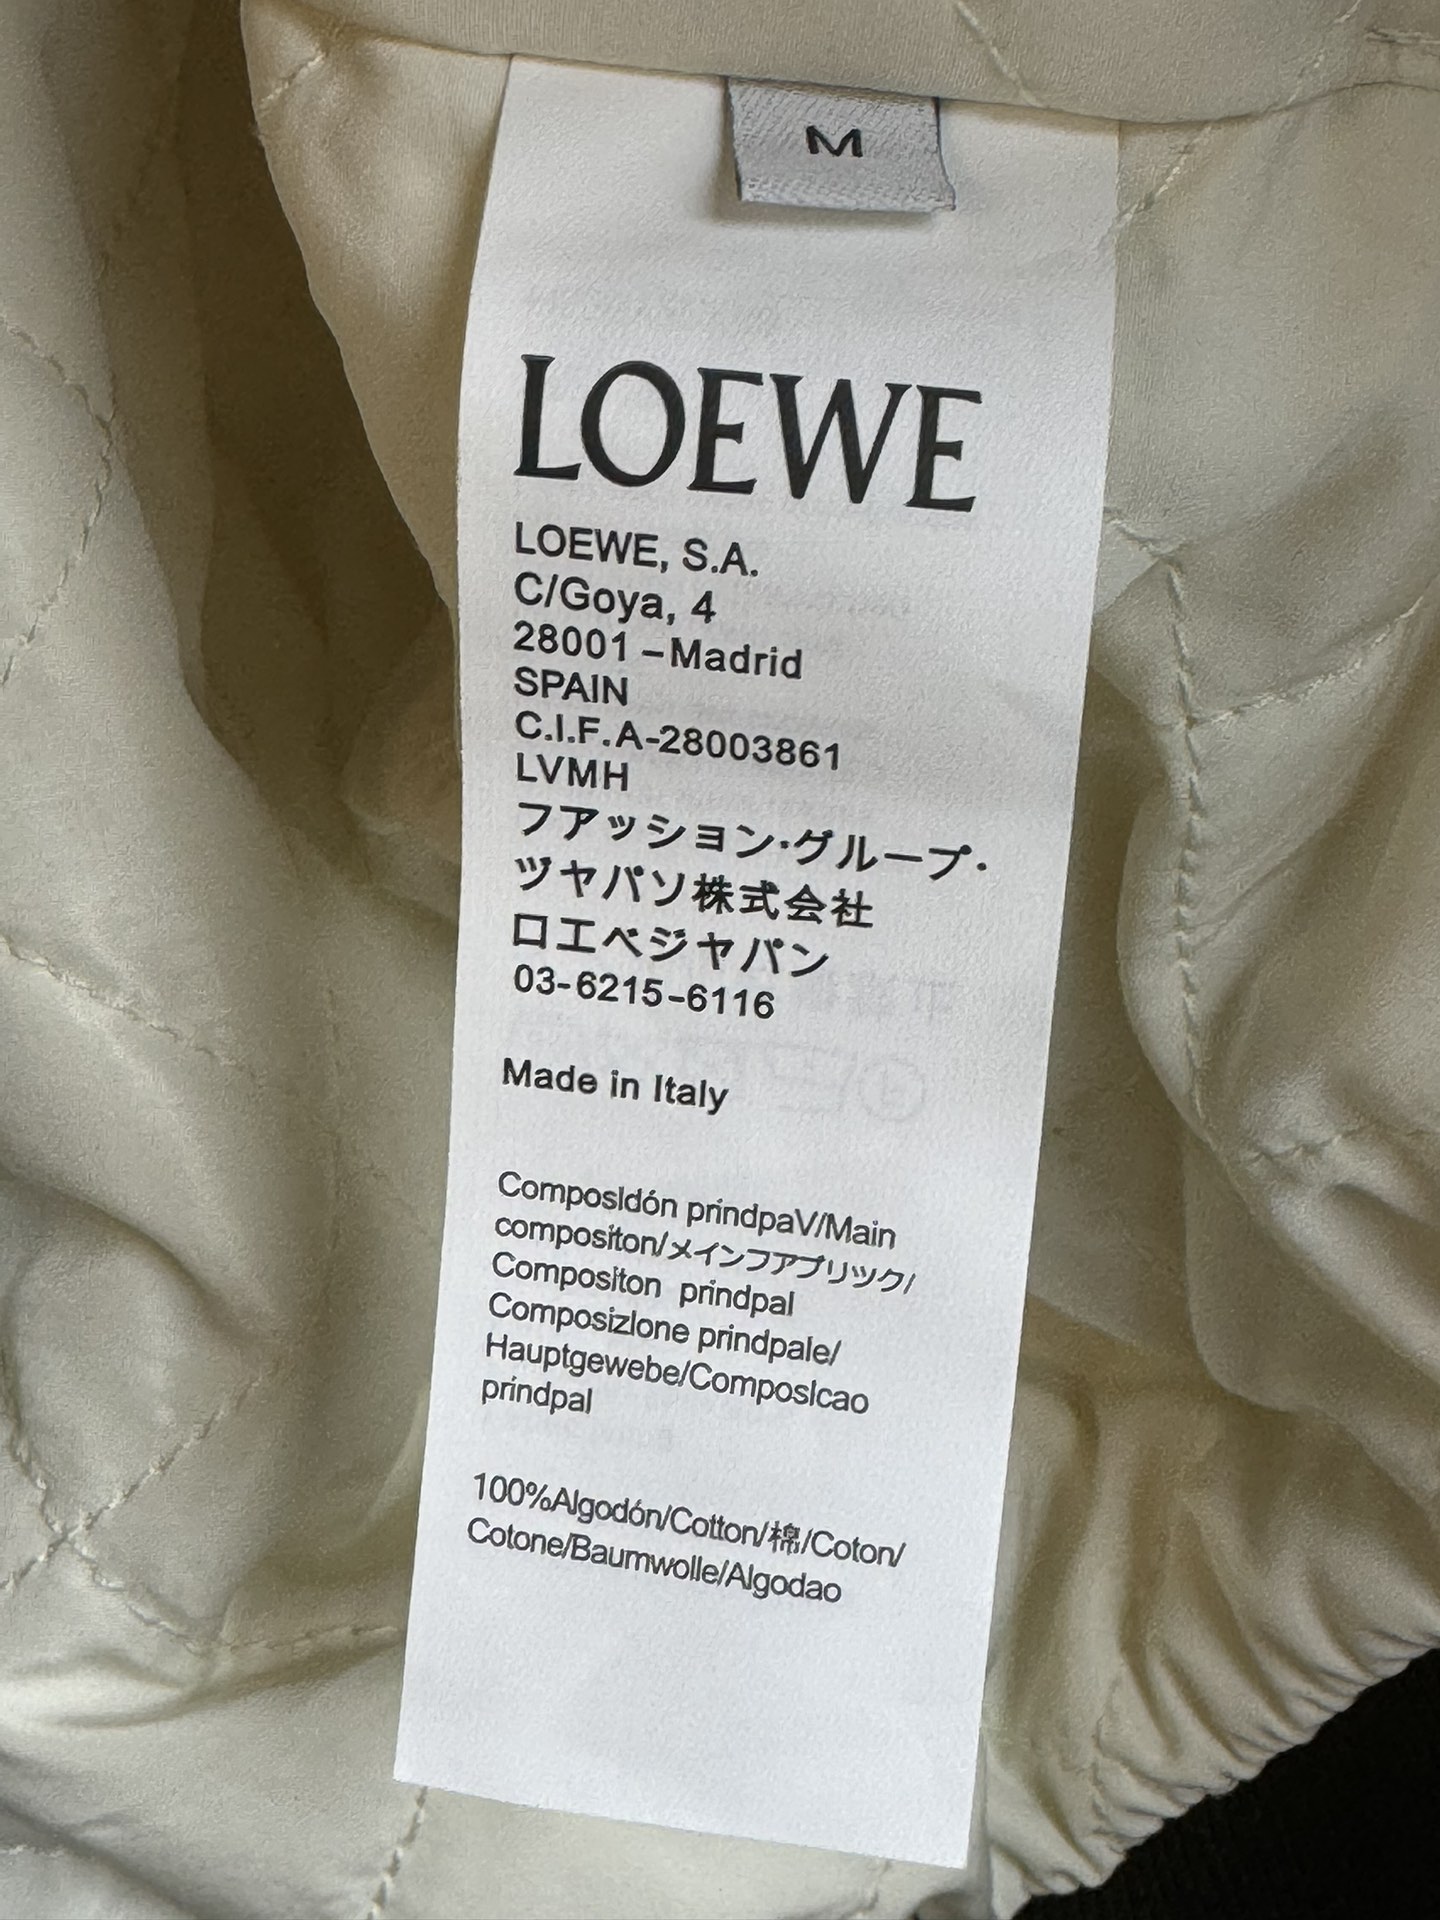 M
LOEWE
LOEWE, S.A.
C/Goya, 4
28001 –Madrid
SPAIN
C.I.F.A-28003861
LVMH
フアッション·グループ·
ツヤパソ株式会社
口エベジヤパン
03-6215-6116
Made in Italy
Composldón prindpaV/Main
compositon/メインフアブリツク/
Compositon prindpal
Composizlone prindpale/
Hauptgewebe/Composlcao
príndpal
100%Algodón/Cotton/棉/Coton/
Cotone/Baumwolle/Algodao